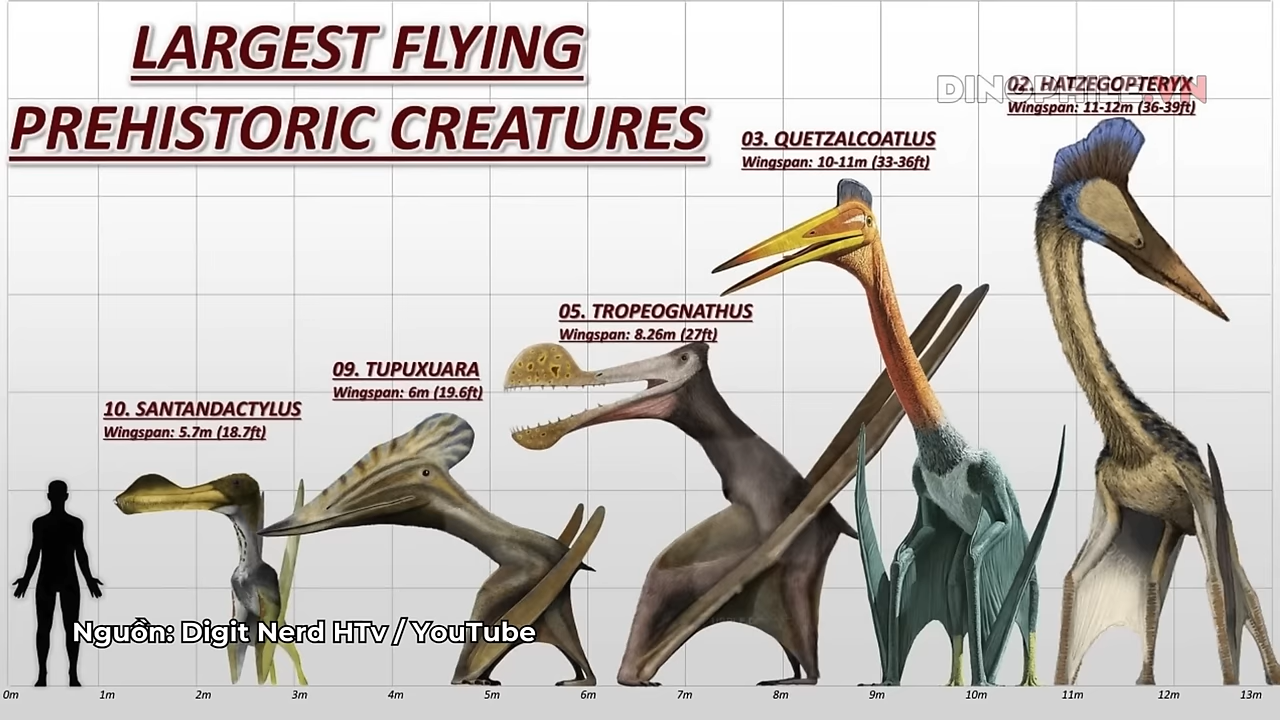 LARGEST FLYING
PREHISTORIC CREATURES
DINOPHILE.VN
02. HATZEGOPTERYX
Wingspan: 11-12m (36-39ft)
03. QUETZALCOATLUS
Wingspan: 10-11m (33-36ft)
05. TROPEOGNATHUS
Wingspan: 8.26m (27ft)
09. TUPUXUARA
Wingspan: 6m (19.6ft)
10. SANTANDACTYLUS
Wingspan: 5.7m (18.7ft)
Nguồn: Digit Nerd HTv / YouTube
0m 1m 2m 3m 4m 5m 6m 7m 8m 9m 10m 11m 12m 13m